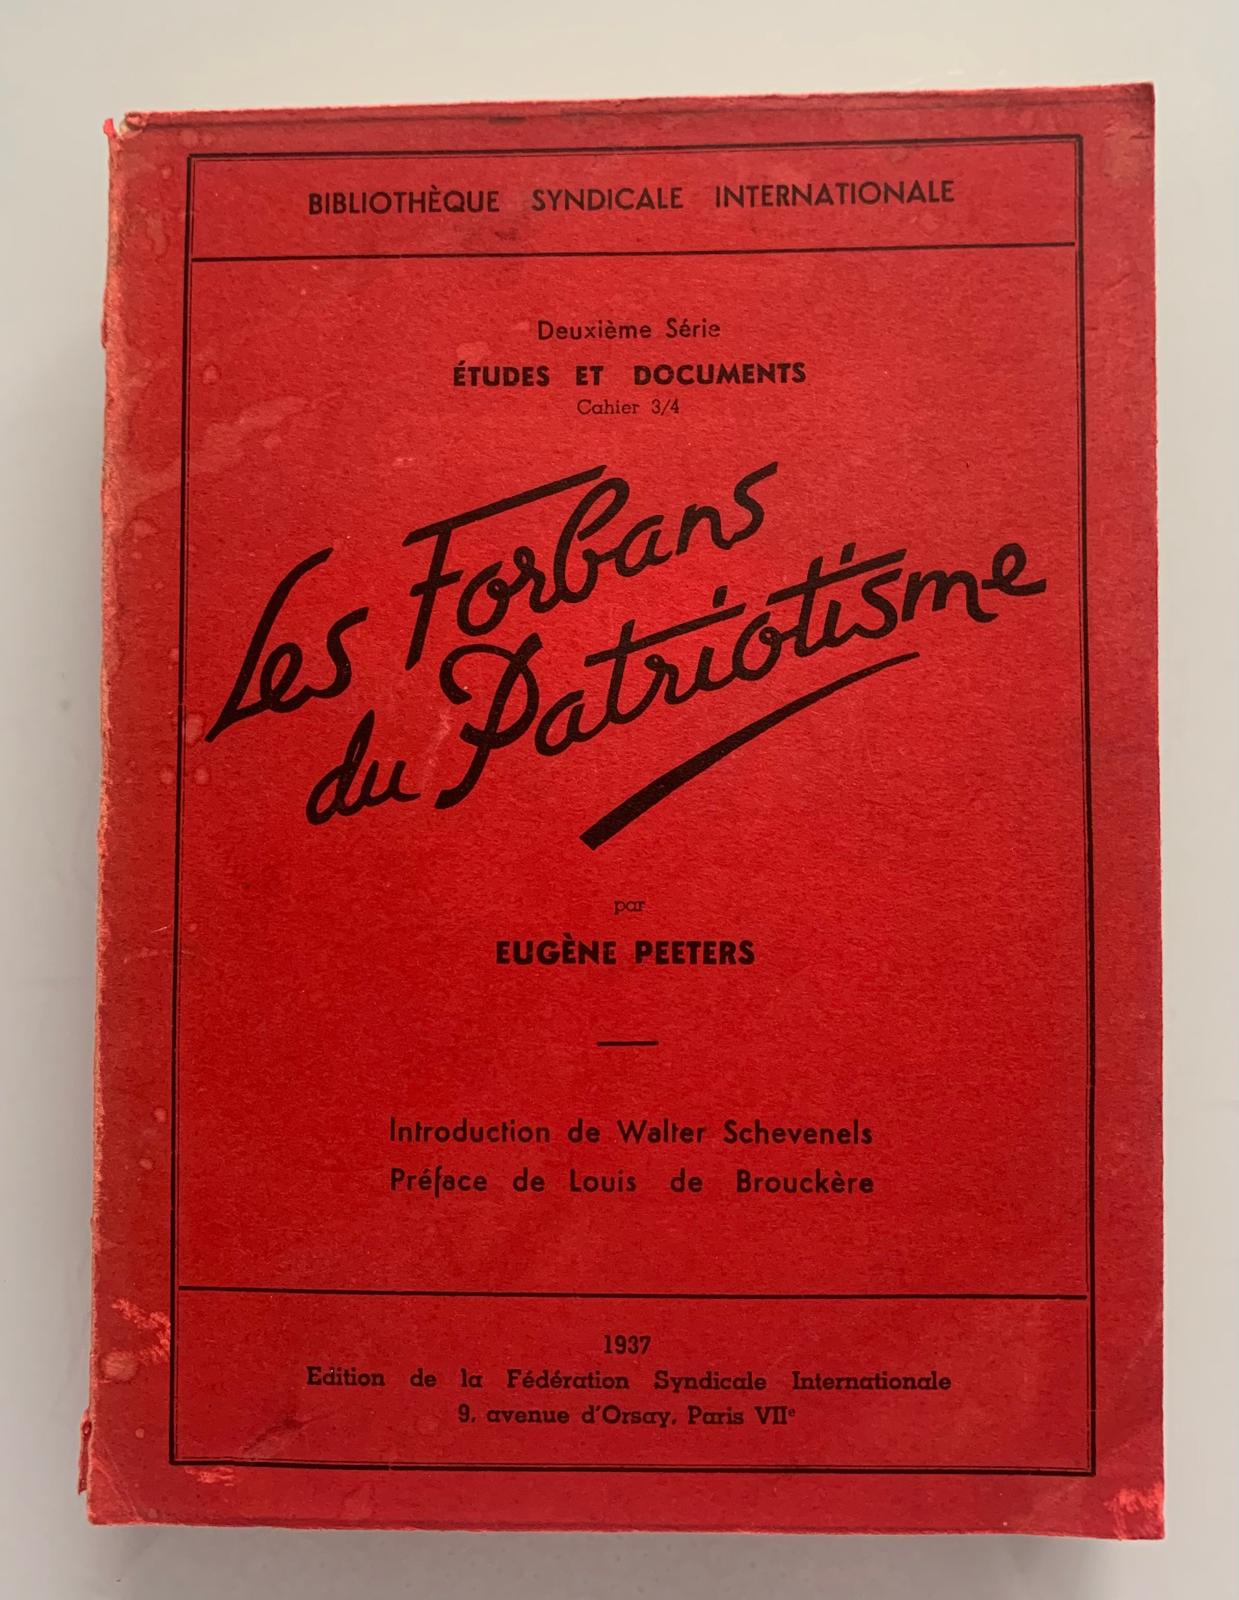 BIBLIOTHÈQUE SYNDICALE INTERNATIONALE
Deuxième Série
ÉTUDES ET DOCUMENTS
Cahier 3/4
Les Forbans
du Patriotisme
par
EUGÈNE PEETERS
Introduction de Walter Schevenels
Préface de Louis de Brouckère
1937
Edition de la Fédération Syndicale Internationale
9, avenue d'Orsay, Paris VIIᵉ